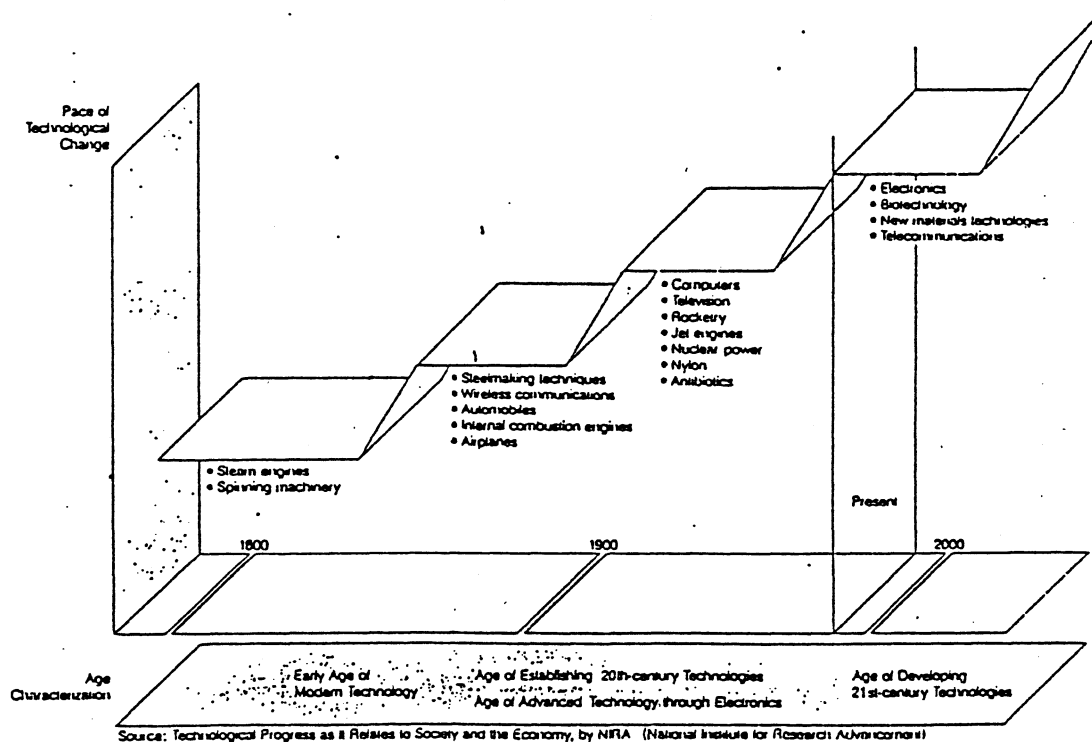 Pace of
Technological
Change
• Electronics
• Biotechnology
• New materials technologies
• Telecommunications
• Computers
• Television
• Rocketry
• Jet engines
• Nuclear power
• Nylon
• Antibiotics
• Steelmaking techniques
• Wireless communications
• Automobiles
• Internal combustion engines
• Airplanes
• Steam engines
• Spinning machinery
Present
1800
1900
2000
Age
Characterization
Early Age of
Modern Technology
Age of Establishing 20th-century Technologies
Age of Advanced Technology through Electronics
Age of Developing
21st-century Technologies
Source: Technological Progress as it Relates to Society and the Economy, by NIRA (National Institute for Research Advancement)